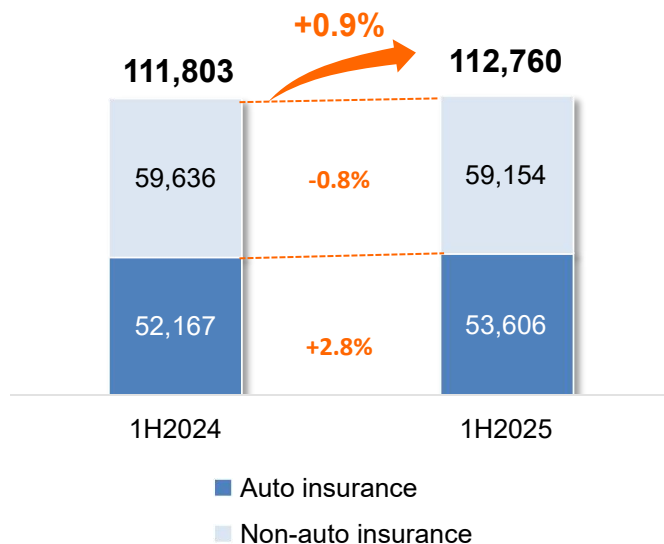 +0.9%
111,803
112,760
59,636
-0.8%
59,154
52,167
+2.8%
53,606
1H2024
1H2025
Auto insurance
Non-auto insurance